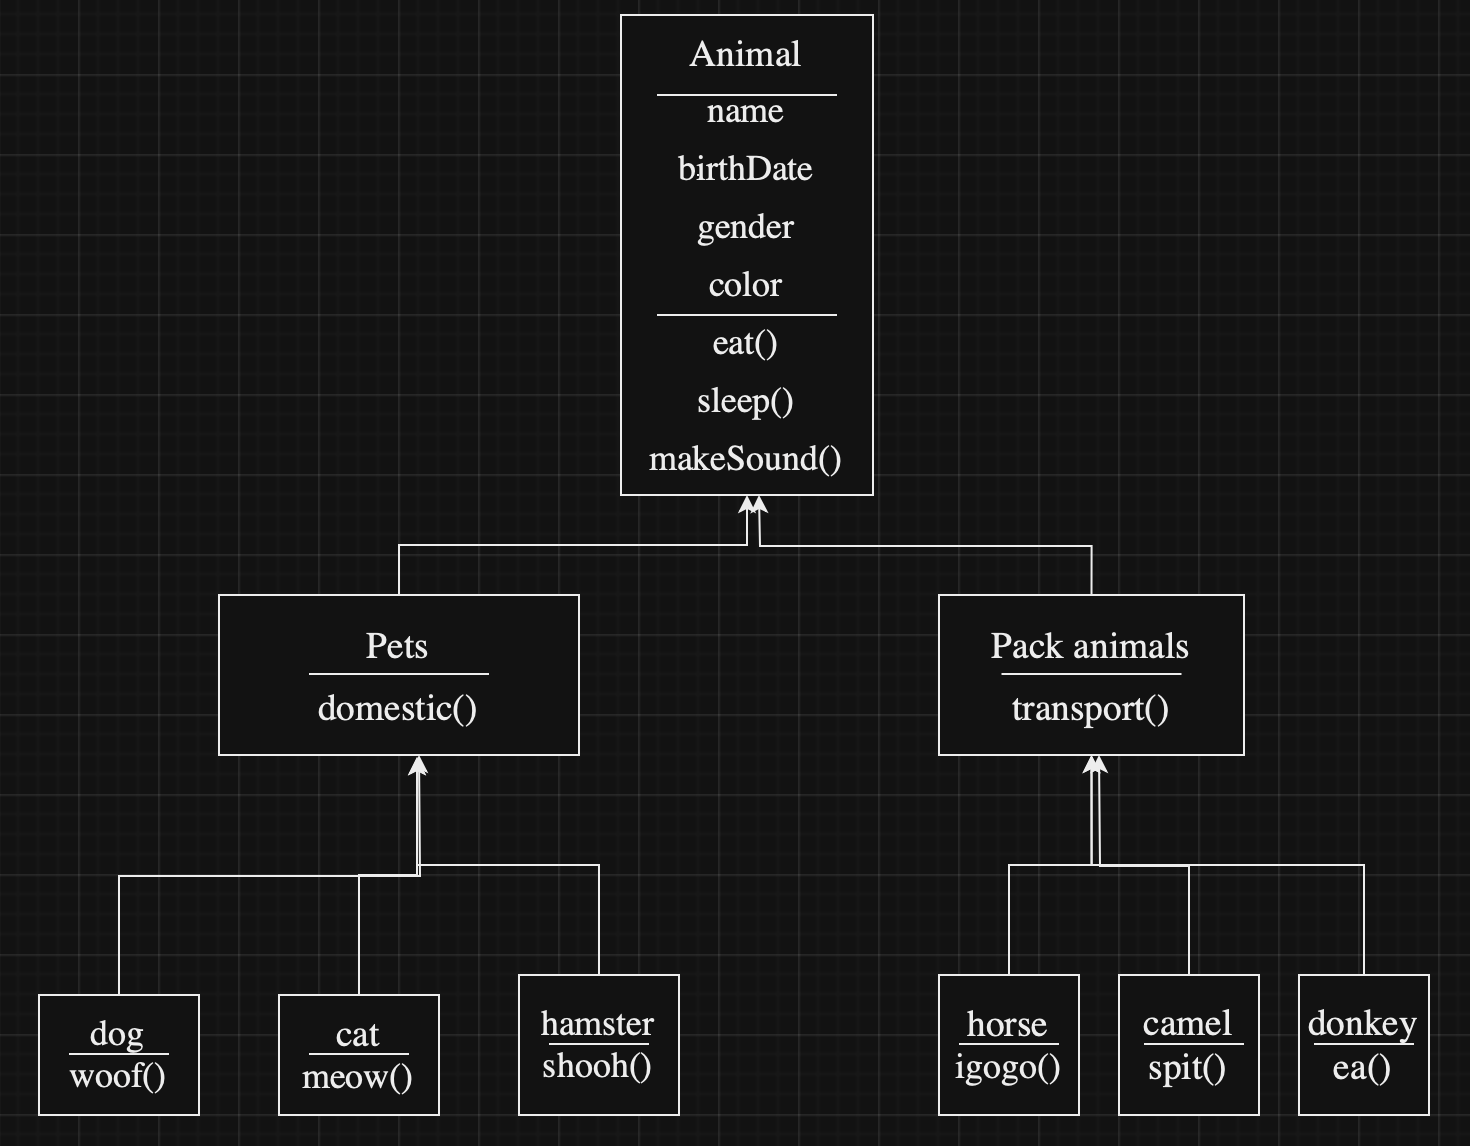 Animal
name
birthDate
gender
color
eat()
sleep()
makeSound()
Pets
domestic()
Pack animals
transport()
dog
woof()
cat
meow()
hamster
shooh()
horse
igogo()
camel
spit()
donkey
ea()